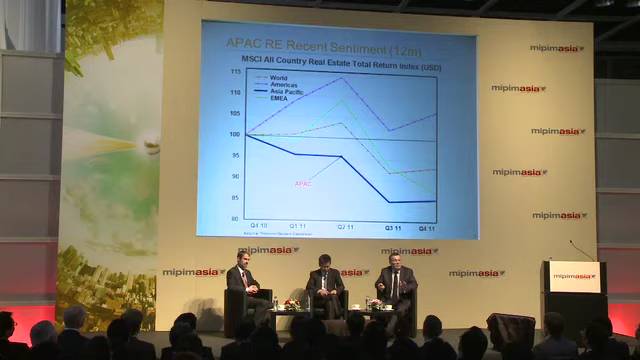 APAC RE Recent Sentiment (12m)
MSCI All Country Real Estate Total Return Index (USD)
115
110
105
100
95
90
85
80
World
Americas
Asia Pacific
EMEA
APAC
Q4 10
Q1 11
Q2 11
Q3 11
Q4 11
mipimasia
mipimasia
mipimasia
mipimasia
mipimasia
mipimasia
mipimasia
mipimasia
mipimasia
mipimasia
mipimasia